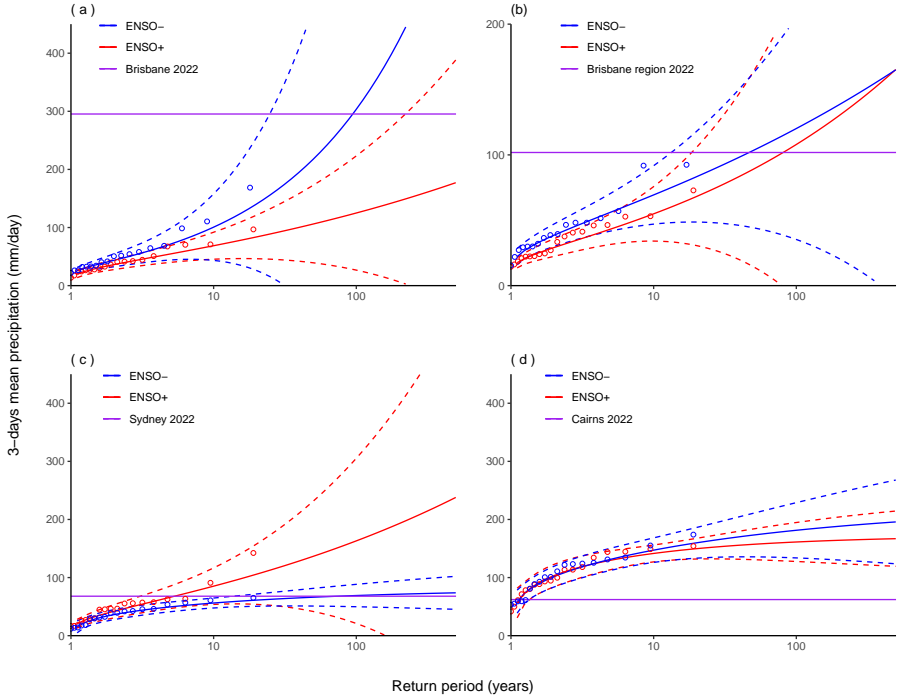 ( a )
ENSO−
ENSO+
Brisbane 2022
400
300
200
100
0
1
10
100
(b)
ENSO−
ENSO+
Brisbane region 2022
200
100
0
1
10
100
( c )
ENSO−
ENSO+
Sydney 2022
400
300
200
100
0
1
10
100
( d )
ENSO−
ENSO+
Cairns 2022
400
300
200
100
0
1
10
100
3−days mean precipitation (mm/day)
Return period (years)